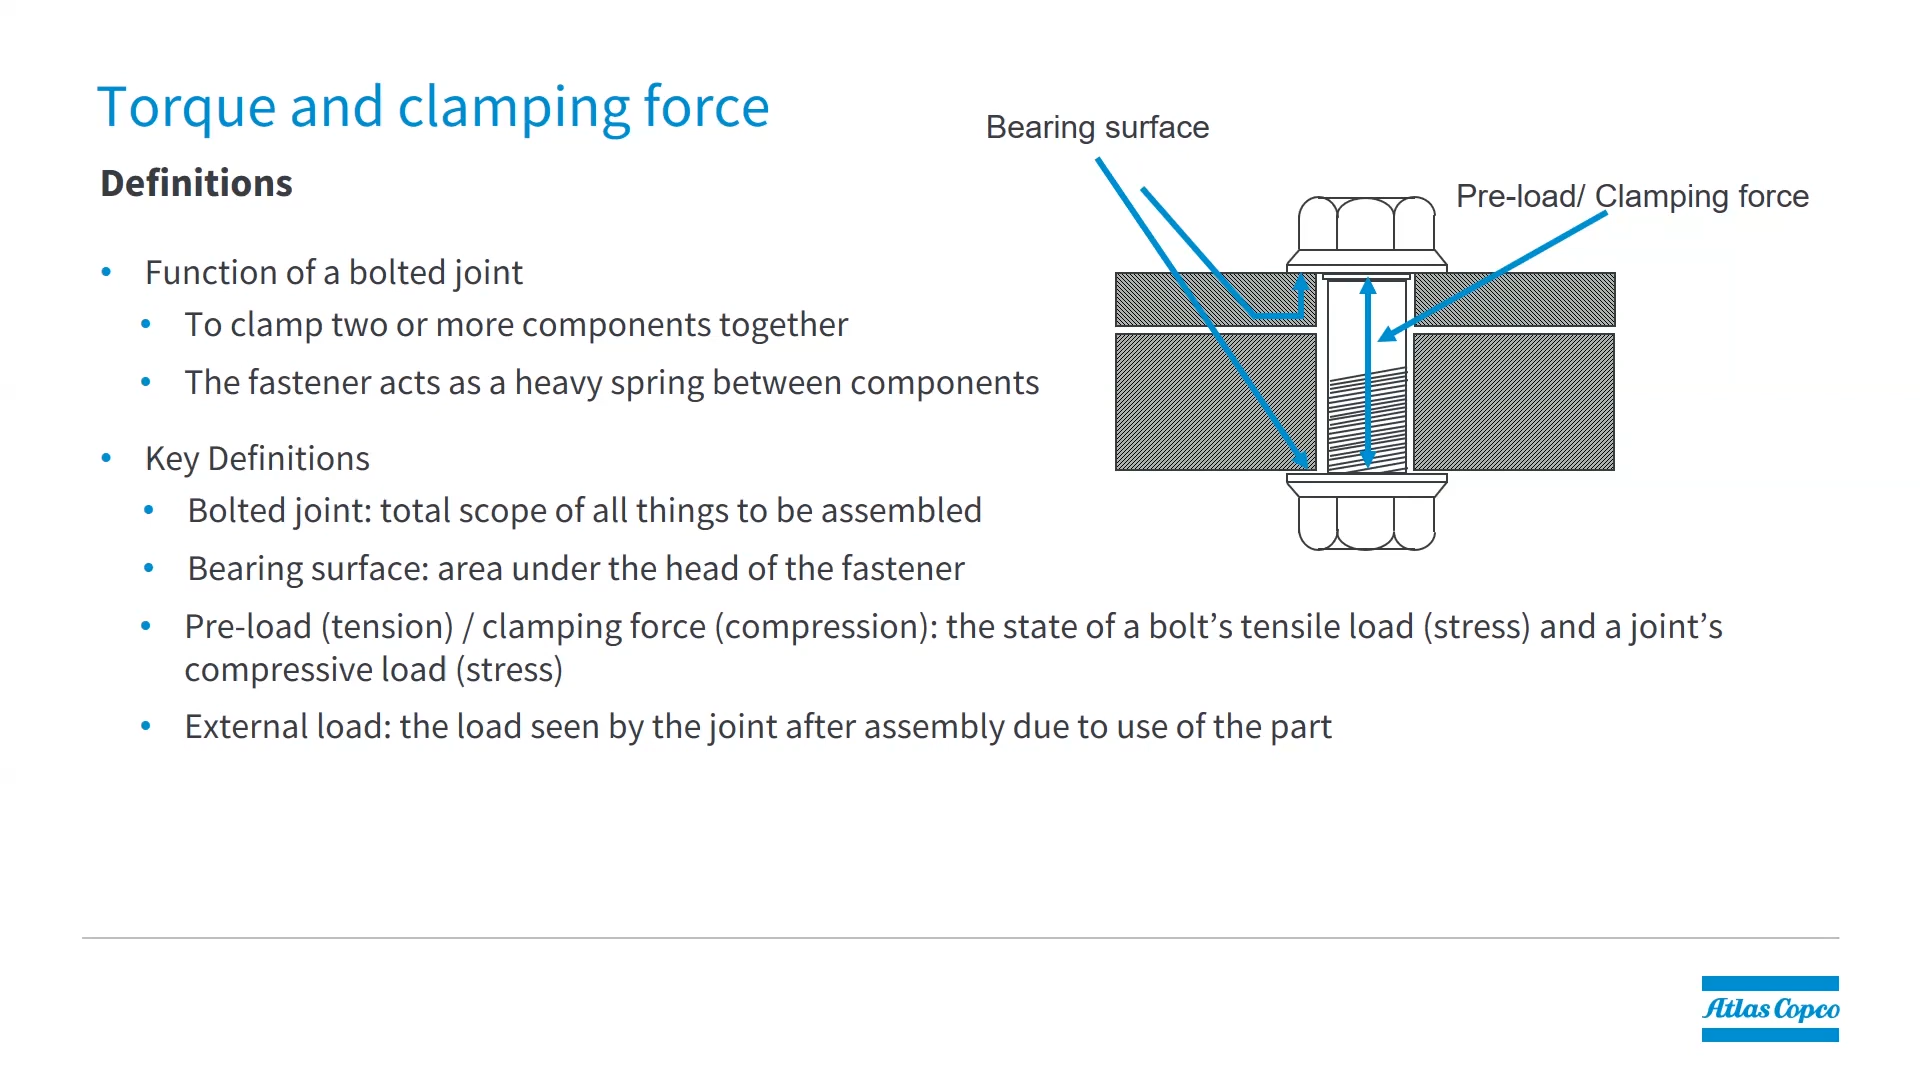 Torque and clamping force
Definitions
Bearing surface
Pre-load/ Clamping force
• Function of a bolted joint
• To clamp two or more components together
• The fastener acts as a heavy spring between components
• Key Definitions
• Bolted joint: total scope of all things to be assembled
• Bearing surface: area under the head of the fastener
• Pre-load (tension) / clamping force (compression): the state of a bolt’s tensile load (stress) and a joint’s
compressive load (stress)
• External load: the load seen by the joint after assembly due to use of the part
Atlas Copco